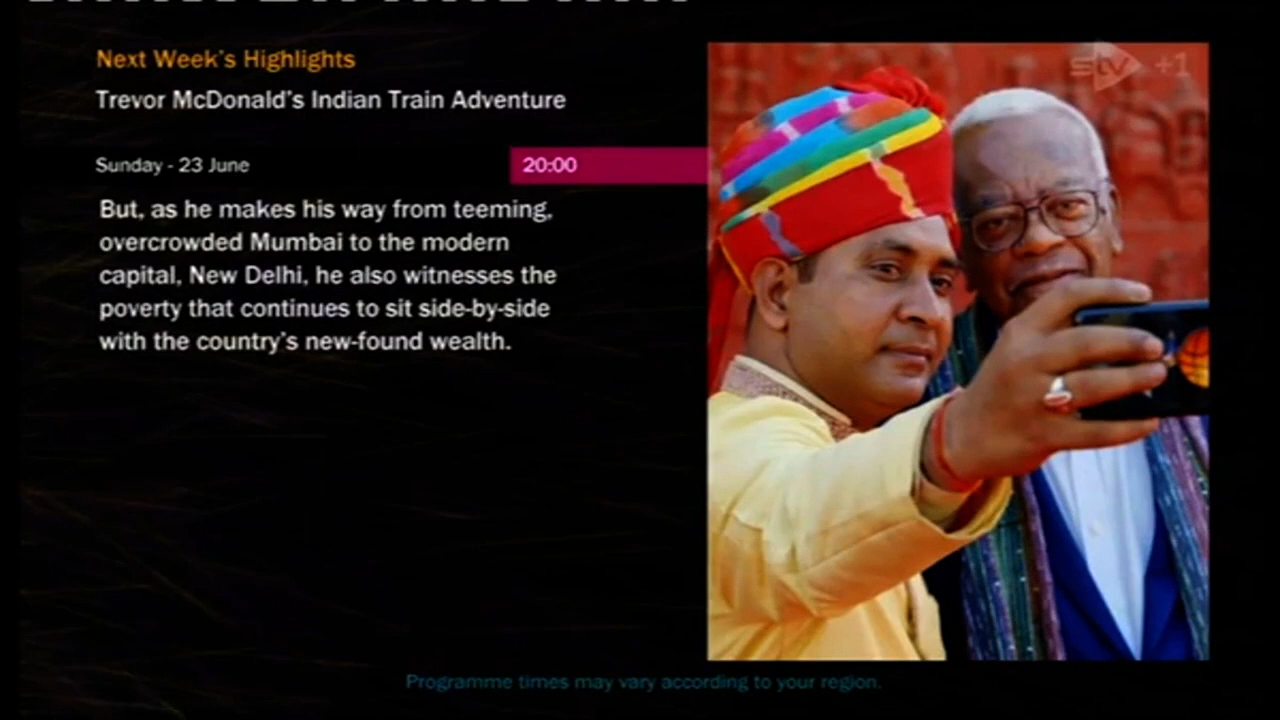 Next Week's Highlights
Trevor McDonald's Indian Train Adventure
Sunday - 23 June
20:00
But, as he makes his way from teeming,
overcrowded Mumbai to the modern
capital, New Delhi, he also witnesses the
poverty that continues to sit side-by-side
with the country's new-found wealth.
stv +1
Programme times may vary according to your region.